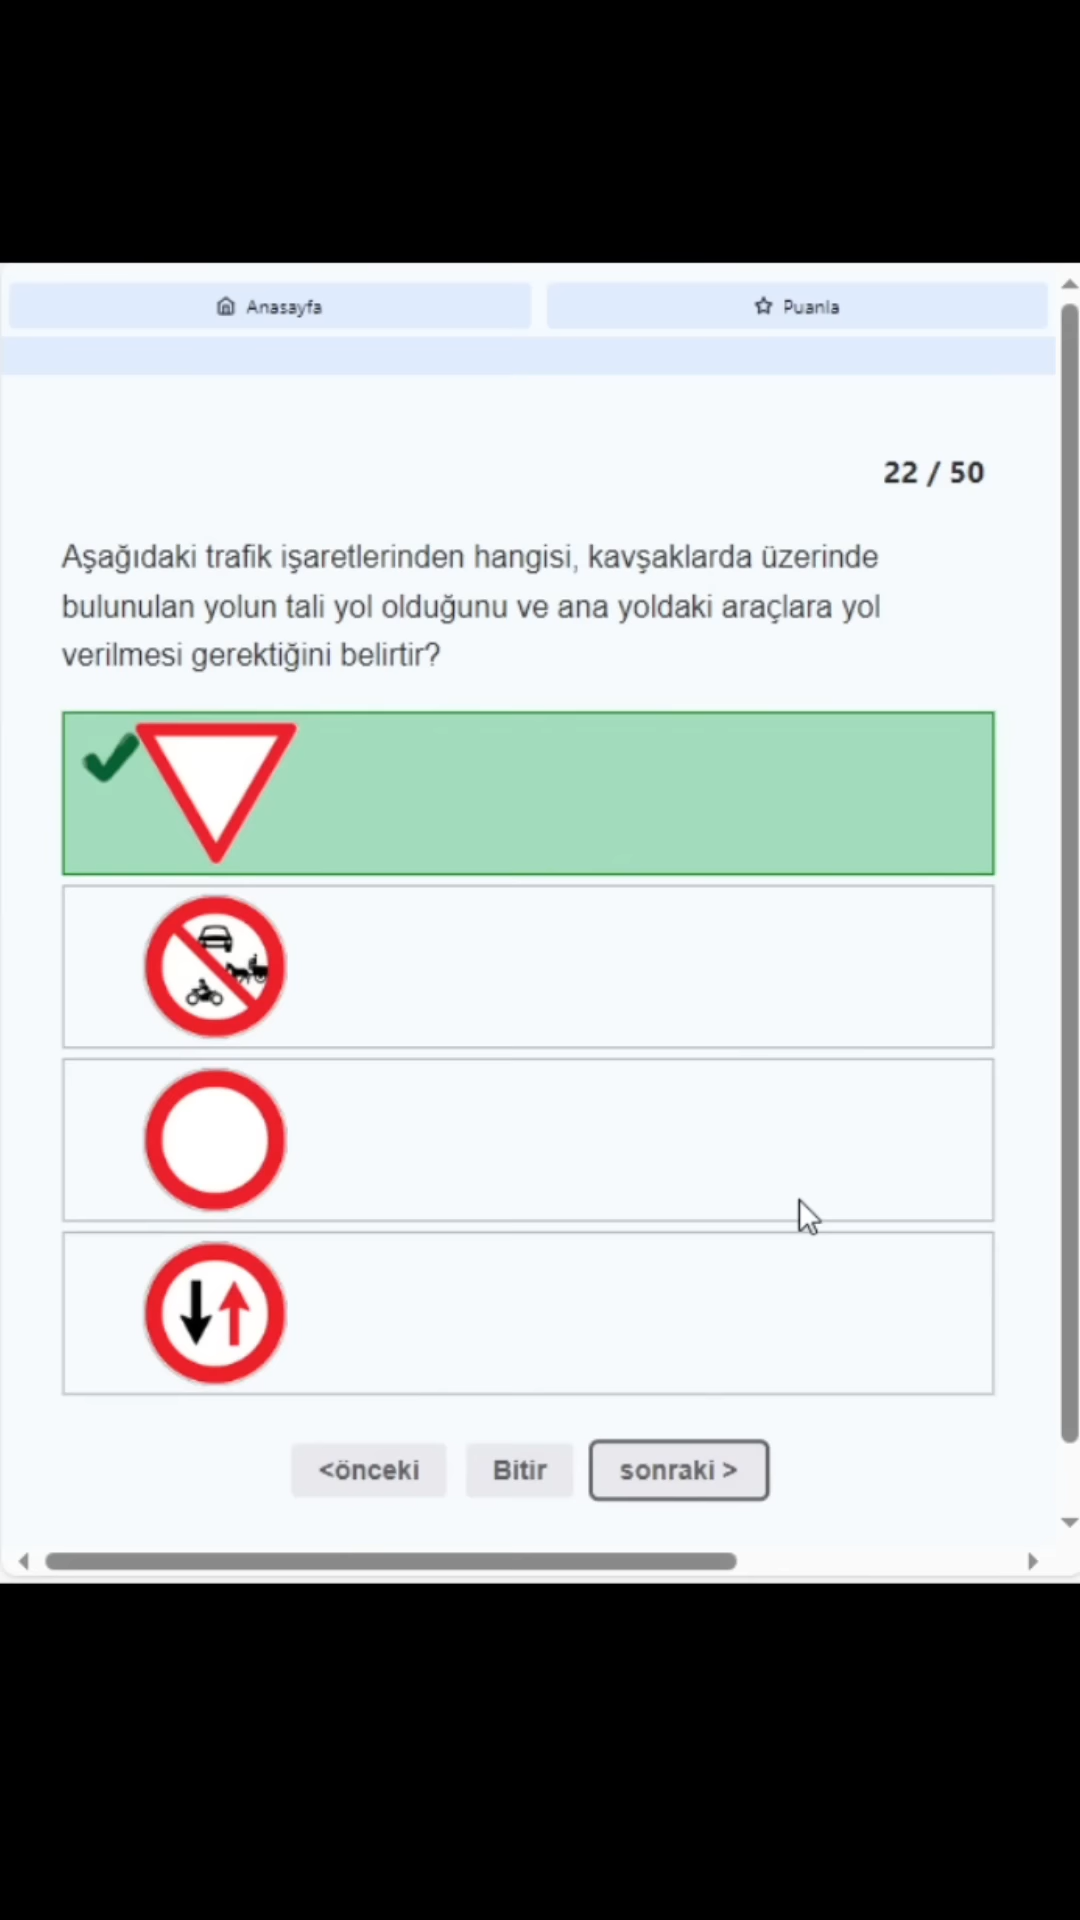 Anasayfa
Puanla
22 / 50
Aşağıdaki trafik işaretlerinden hangisi, kavşaklarda üzerinde
bulunulan yolun tali yol olduğunu ve ana yoldaki araçlara yol
verilmesi gerektiğini belirtir?
<önceki
Bitir
sonraki >